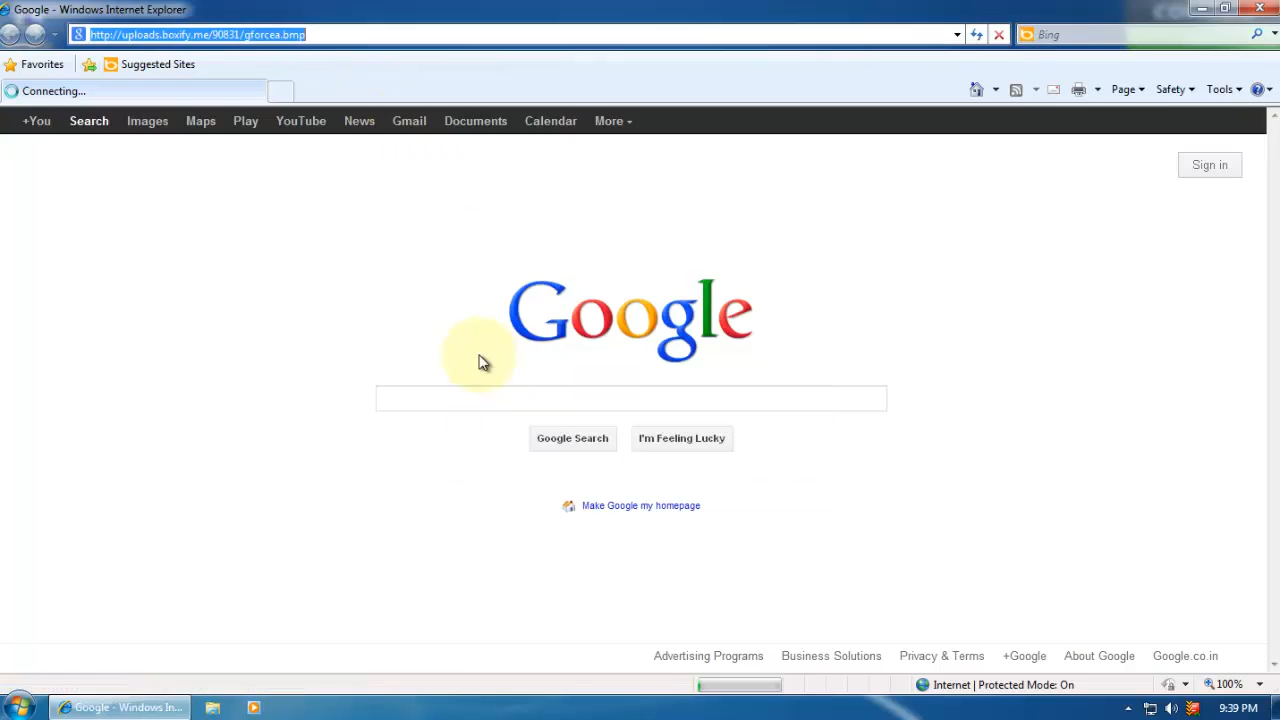 Google - Windows Internet Explorer
http://uploads.boxify.me/90831/gforcea.bmp
Bing
Favorites
Suggested Sites
Connecting...
Page
Safety
Tools
+You
Search
Images
Maps
Play
YouTube
News
Gmail
Documents
Calendar
More
Sign in
Google
Google Search
I'm Feeling Lucky
Make Google my homepage
Advertising Programs
Business Solutions
Privacy & Terms
+Google
About Google
Google.co.in
Internet | Protected Mode: On
100%
Google - Windows In...
9:39 PM